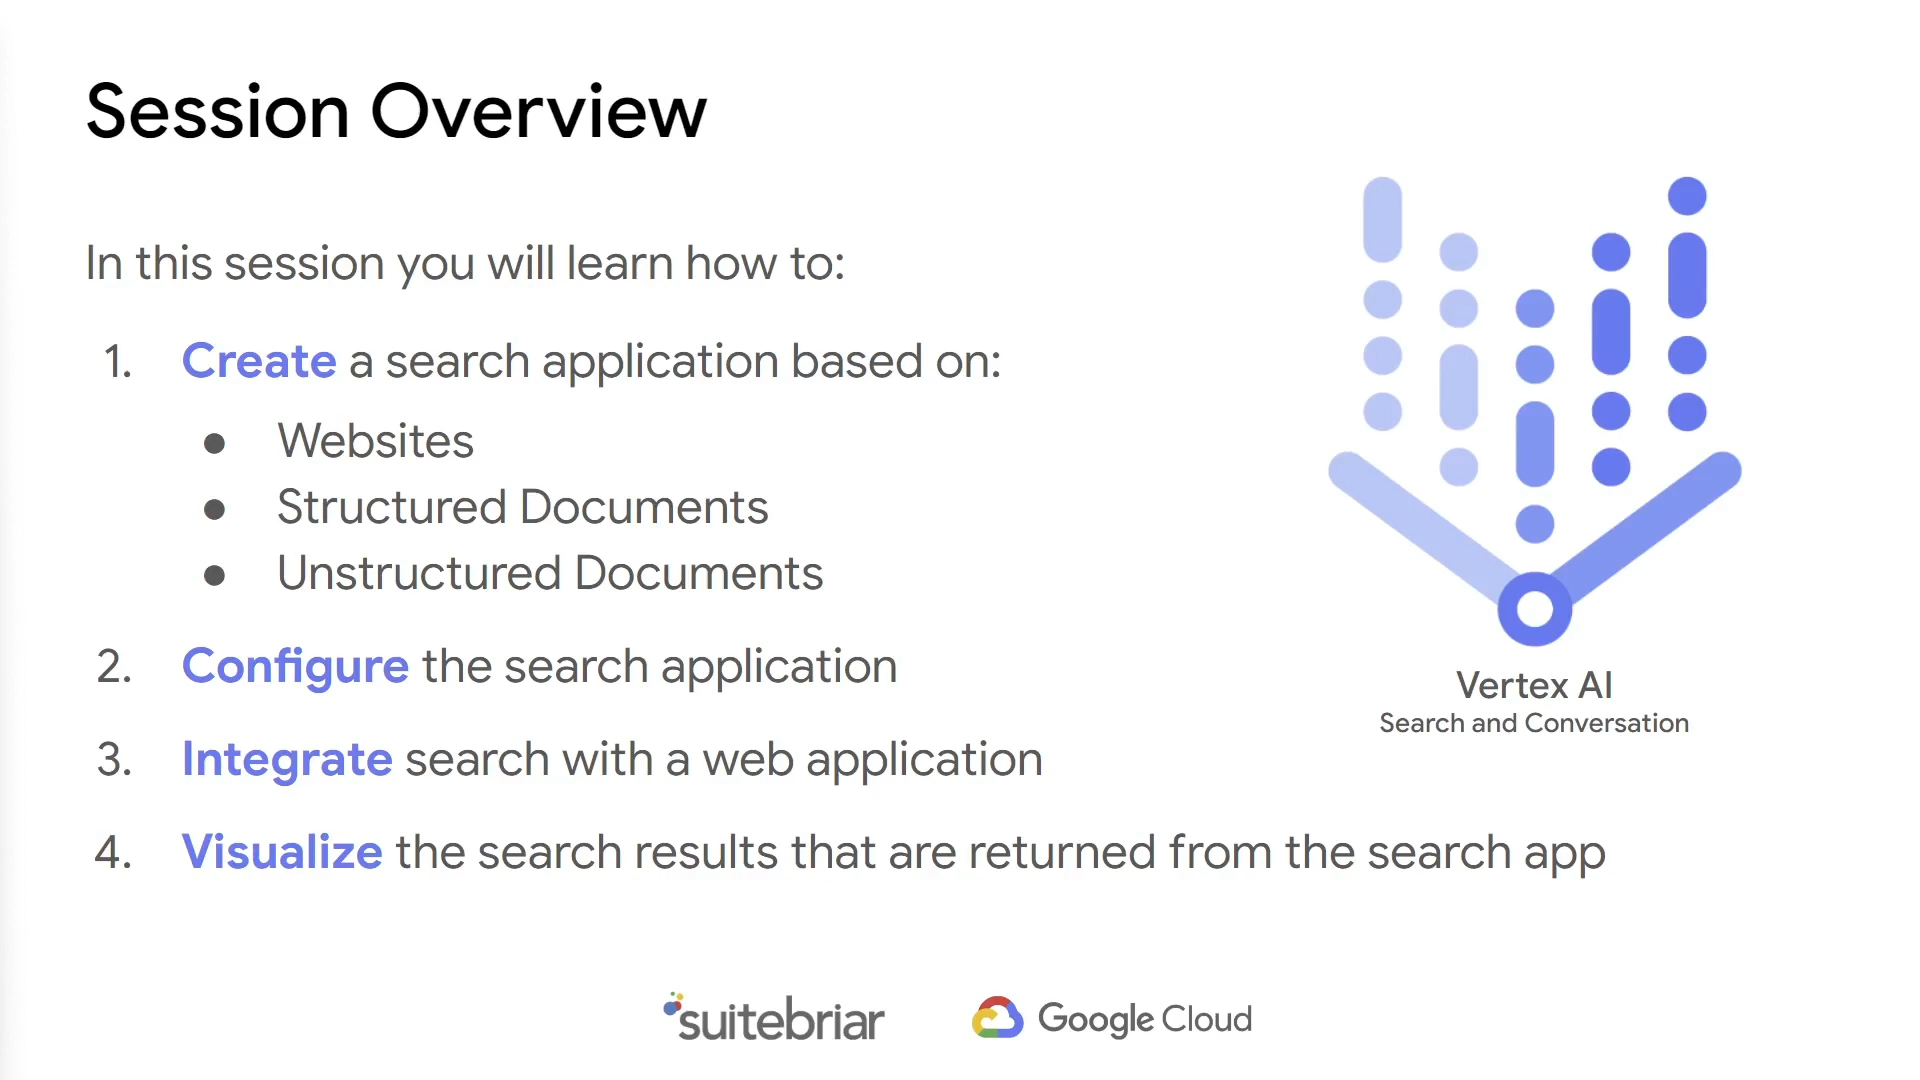 Session Overview
In this session you will learn how to:
1. Create a search application based on:
● Websites
● Structured Documents
● Unstructured Documents
2. Configure the search application
3. Integrate search with a web application
4. Visualize the search results that are returned from the search app
Vertex AI
Search and Conversation
suitebriar
Google Cloud